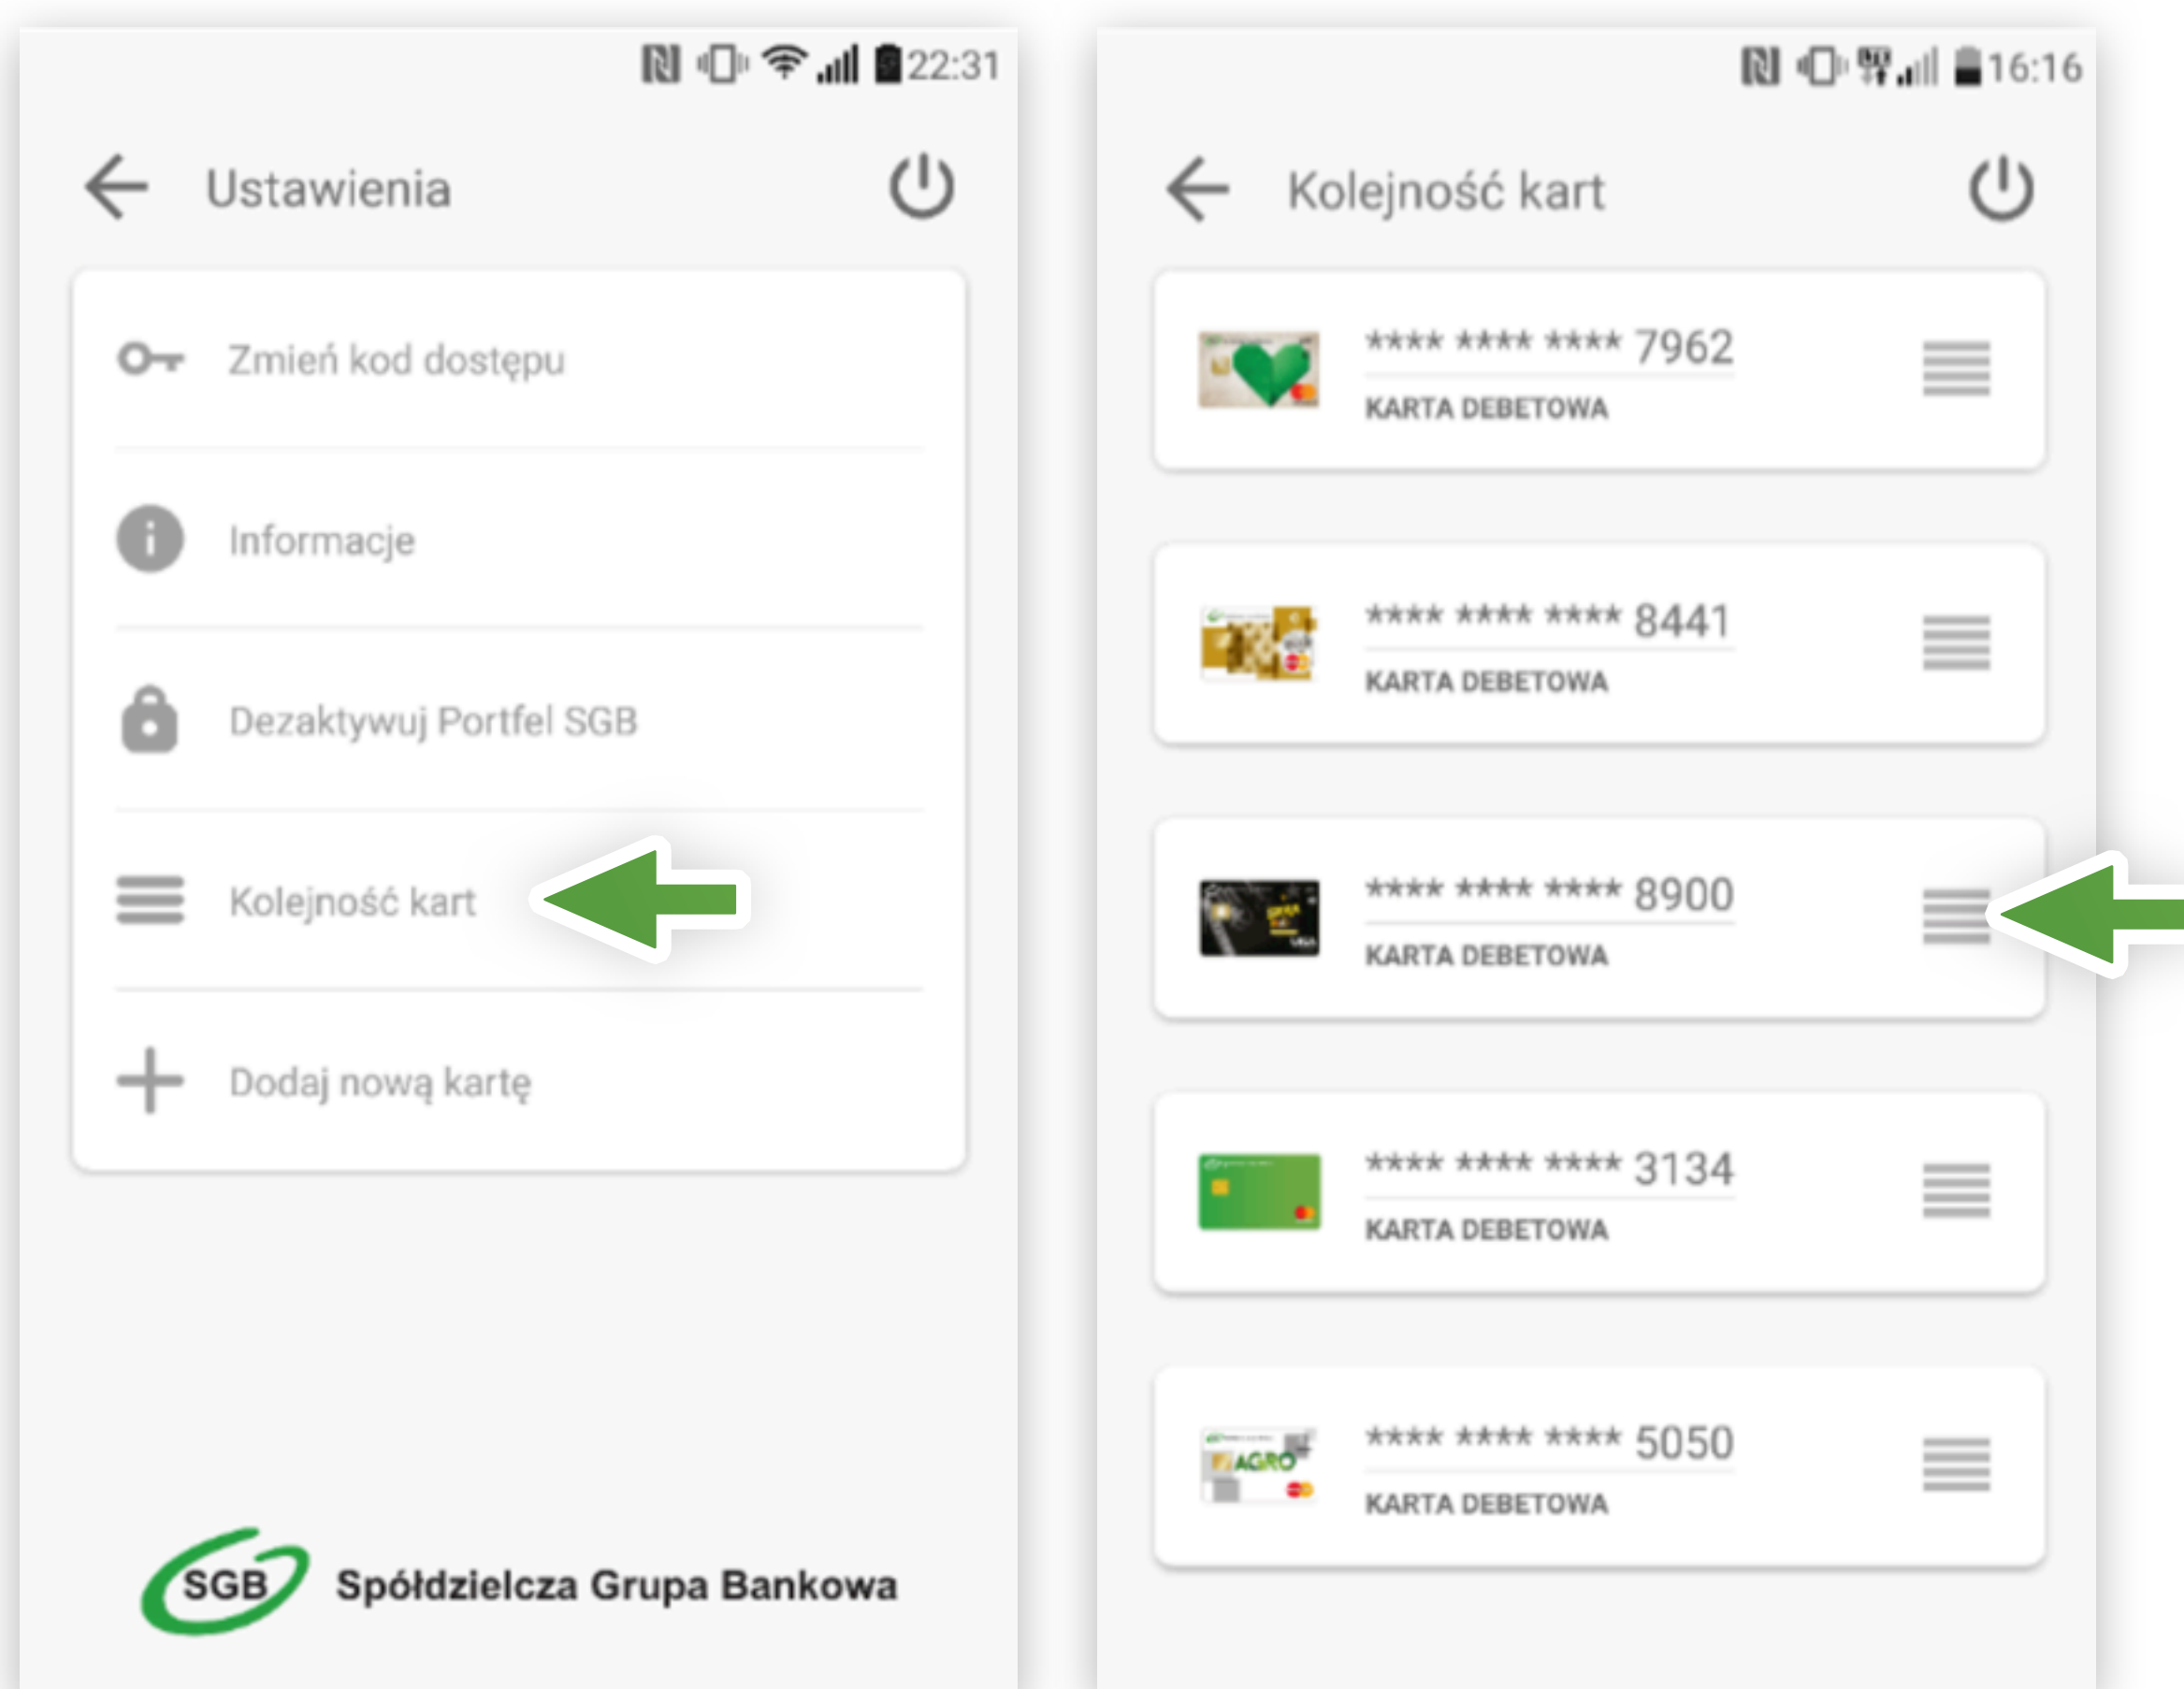 22:31
Ustawienia
Zmień kod dostępu
Informacje
Dezaktywuj Portfel SGB
Kolejność kart
Dodaj nową kartę
SGB Spółdzielcza Grupa Bankowa
16:16
Kolejność kart
**** **** **** 7962
KARTA DEBETOWA
**** **** **** 8441
KARTA DEBETOWA
**** **** **** 8900
KARTA DEBETOWA
VISA
**** **** **** 3134
KARTA DEBETOWA
AGRO
**** **** **** 5050
KARTA DEBETOWA